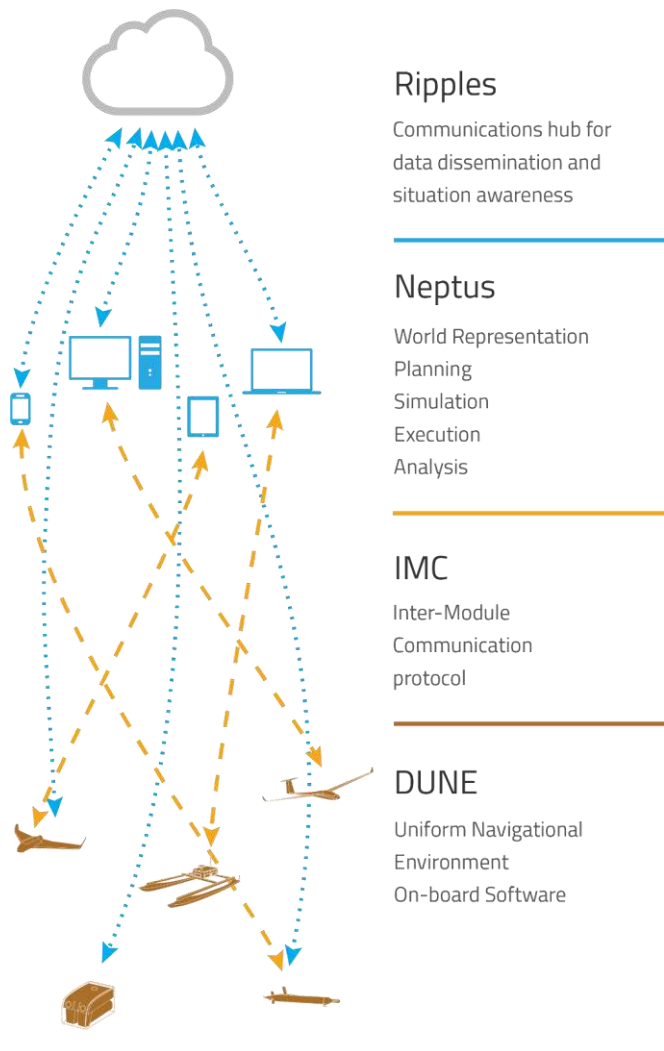 Ripples
Communications hub for
data dissemination and
situation awareness
Neptus
World Representation
Planning
Simulation
Execution
Analysis
IMC
Inter-Module
Communication
protocol
DUNE
Uniform Navigational
Environment
On-board Software